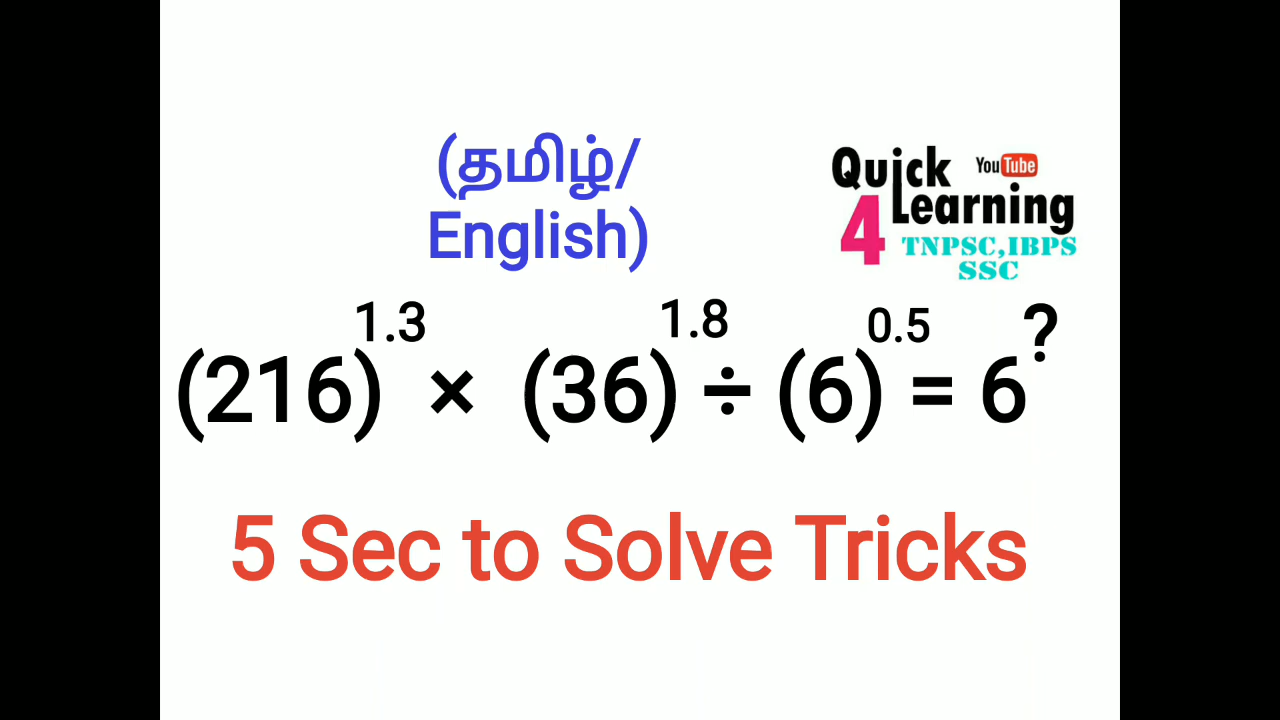 (தமிழ்/
English)
Quick
YouTube
4 Learning
TNPSC,IBPS
SSC
(216)^1.3 × (36)^1.8 ÷ (6)^0.5 = 6^?
5 Sec to Solve Tricks